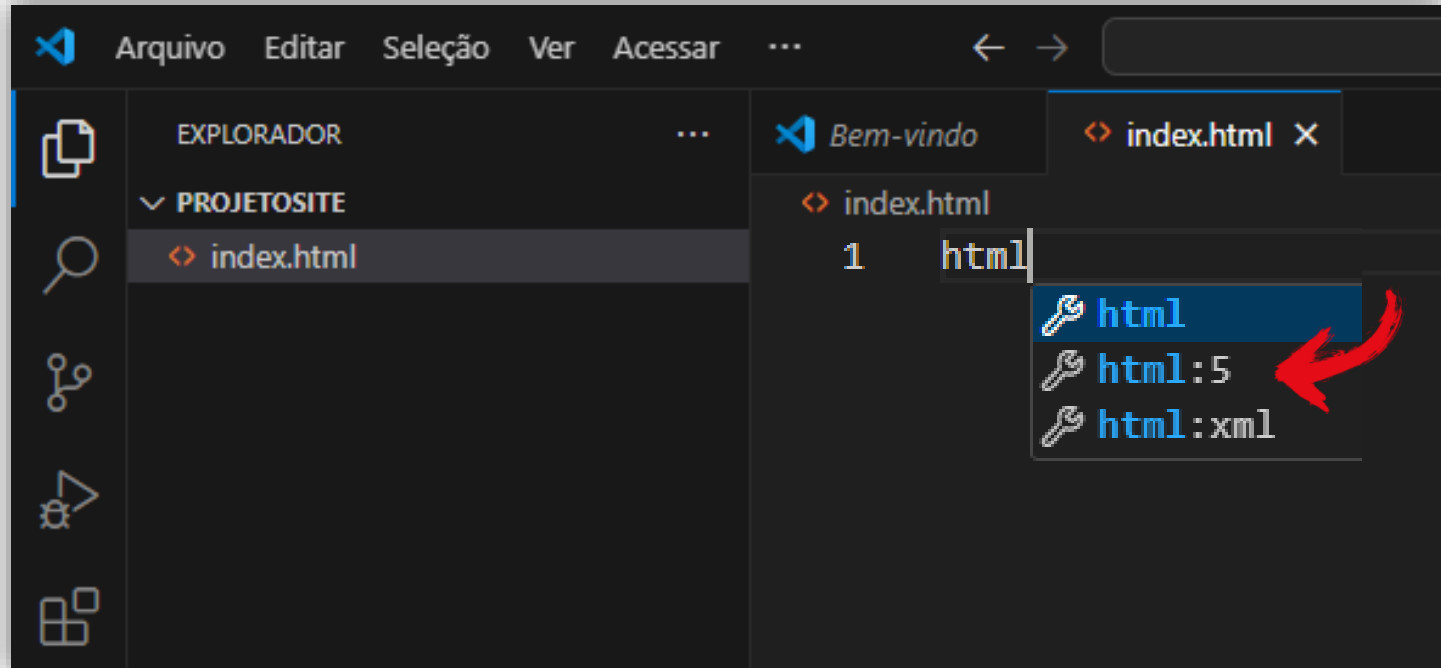 Arquivo Editar Seleção Ver Acessar ···
EXPLORADOR ···
PROJETOSITE
index.html
Bem-vindo
index.html
index.html
1 html
html
html:5
html:xml